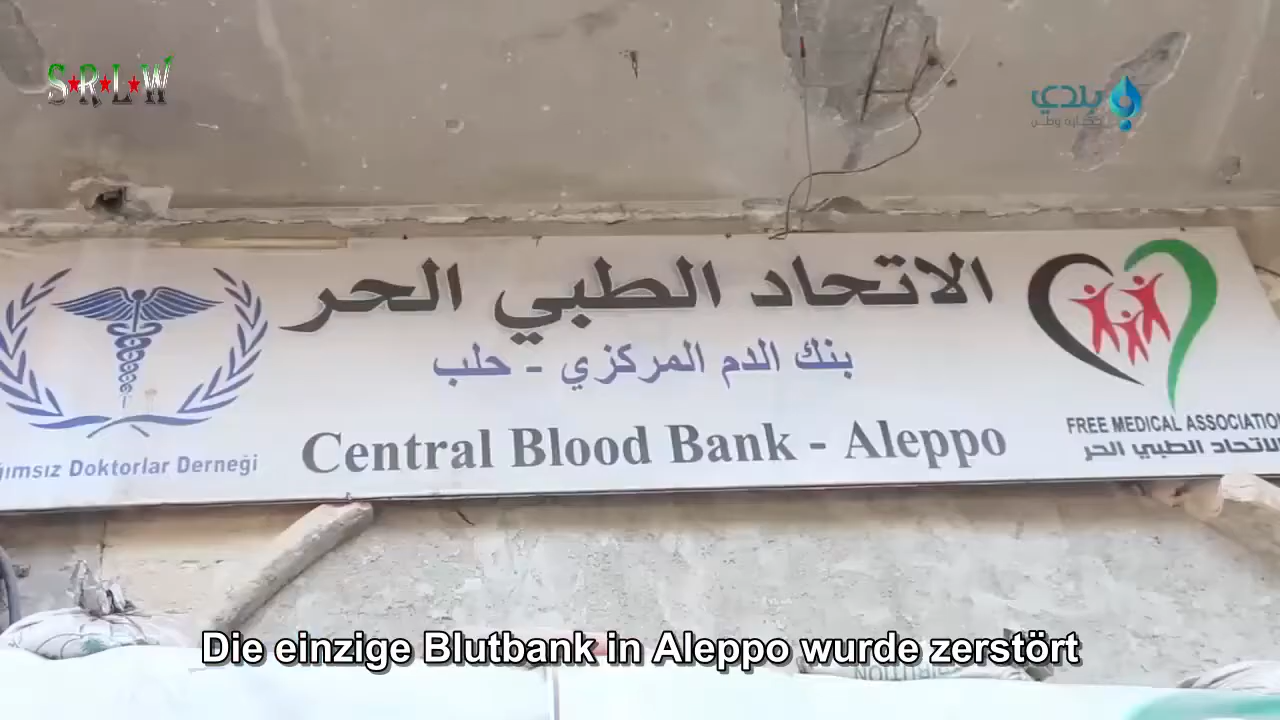 S★R★L★W
بلدي
الاتحاد الطبي الحر
بنك الدم المركزي - حلب
Central Blood Bank - Aleppo
Doktorlar Derneği
FREE MEDICAL ASSOCIATION
الاتحاد الطبي الحر
Die einzige Blutbank in Aleppo wurde zerstört